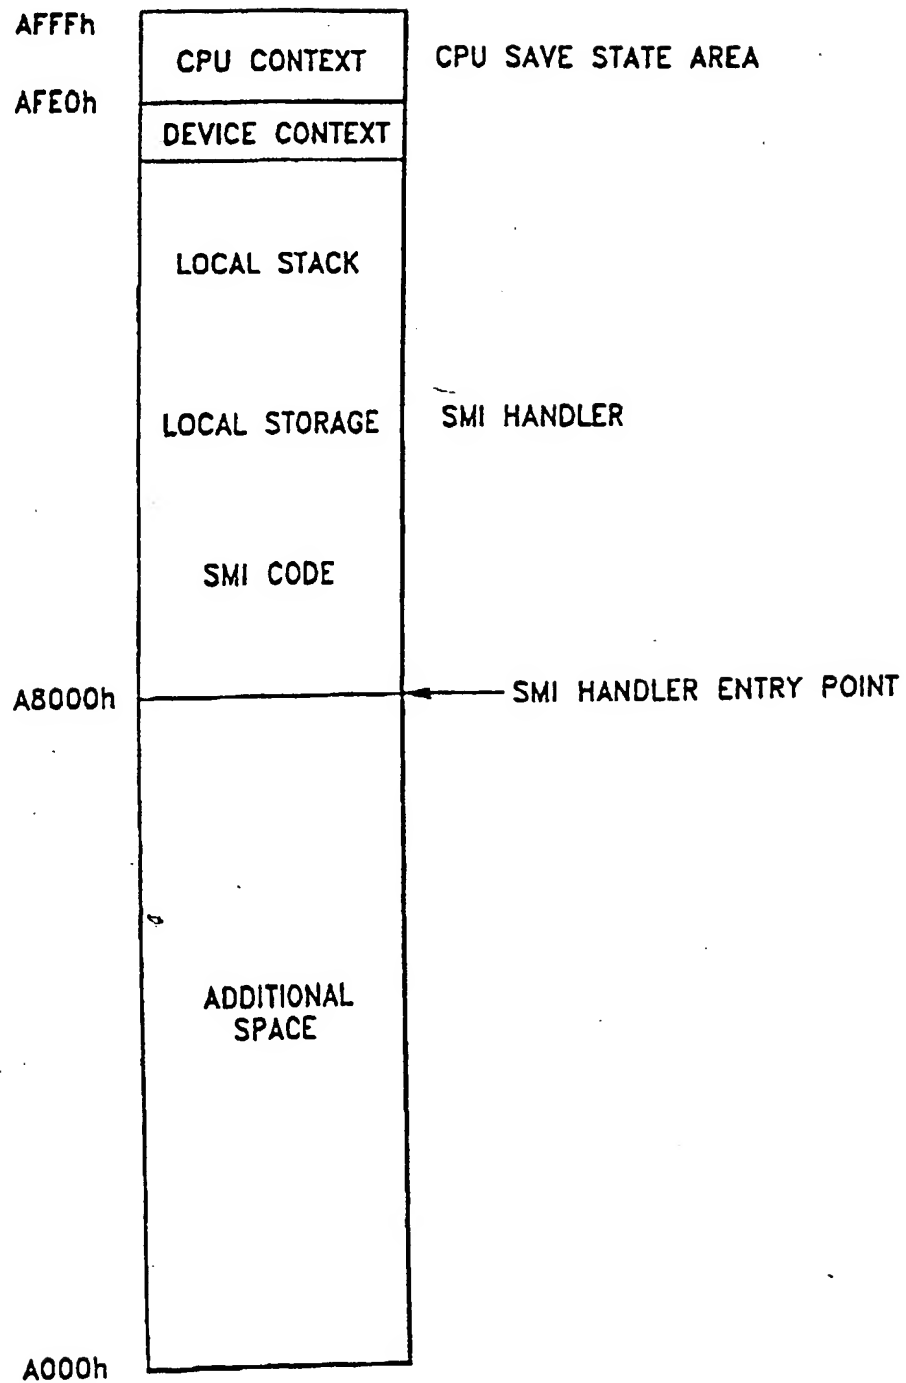 AFFFh
CPU CONTEXT
CPU SAVE STATE AREA
AFE0h
DEVICE CONTEXT
LOCAL STACK
LOCAL STORAGE
SMI HANDLER
SMI CODE
A8000h
SMI HANDLER ENTRY POINT
ADDITIONAL
SPACE
A000h